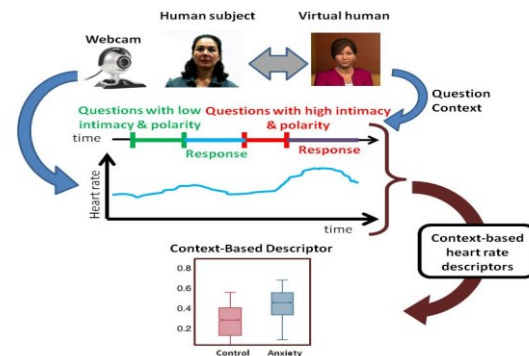 Human subject
Virtual human
Webcam
Question
Context
Questions with low
intimacy & polarity
Questions with high intimacy
& polarity
time
Response
Response
Heart rate
time
Context-based
heart rate
descriptors
Context-Based Descriptor
0.8
0.6
0.4
0.2
Control
Anxiety